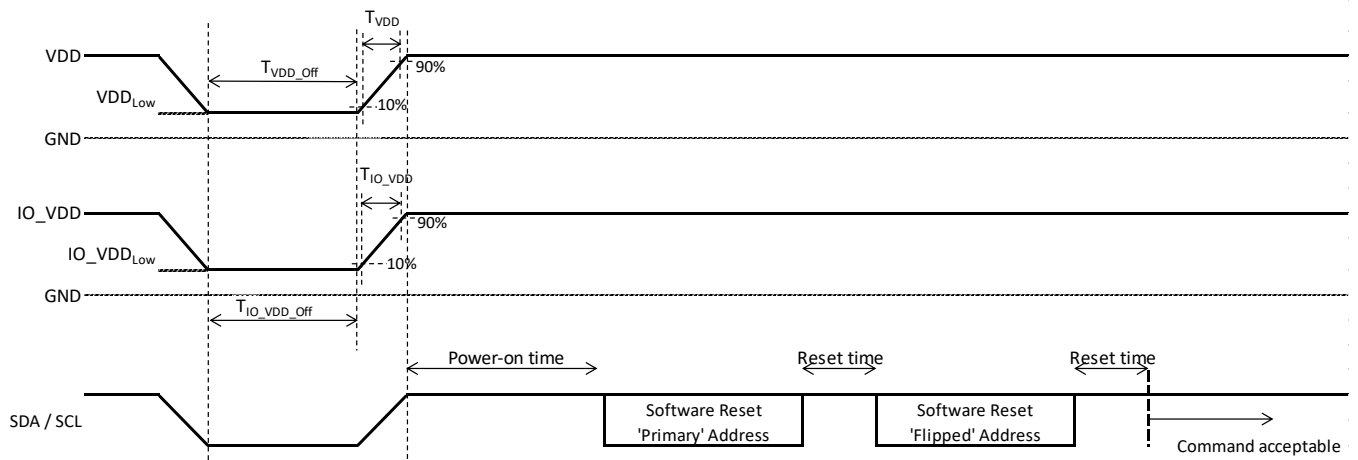 T_VDD
VDD
T_VDD_Off
90%
VDD_Low
10%
GND
T_IO_VDD
IO_VDD
90%
IO_VDD_Low
10%
GND
T_IO_VDD_Off
Power-on time
Reset time
Reset time
SDA / SCL
Software Reset
'Primary' Address
Software Reset
'Flipped' Address
Command acceptable